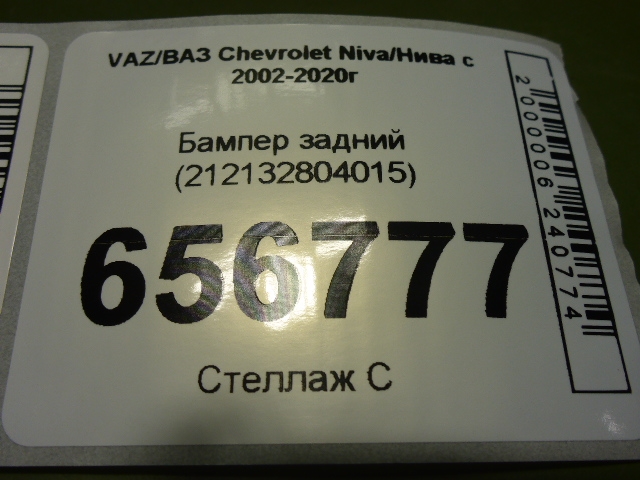 VAZ/ВАЗ Chevrolet Niva/Нива с
2002-2020г
Бампер задний
(212132804015)
656777
Стеллаж С
2000006240774